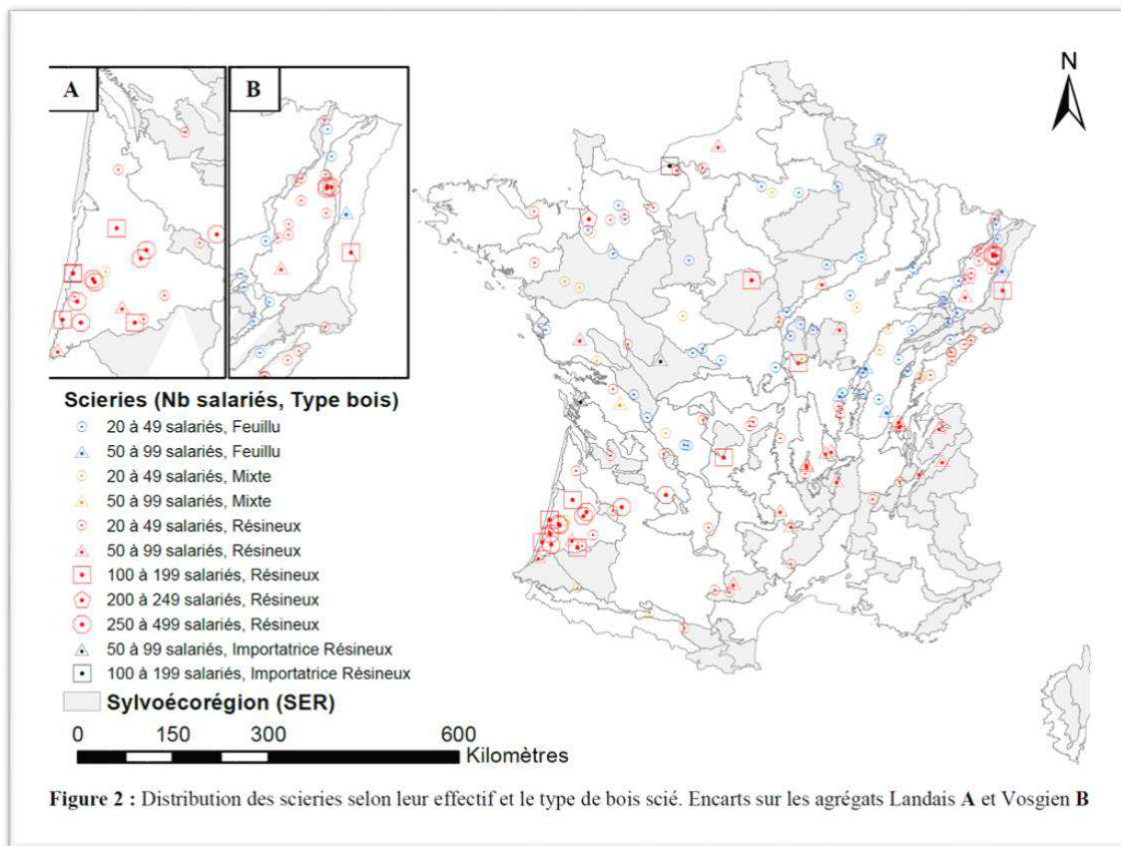 A
B
N
Scieries (Nb salariés, Type bois)
20 à 49 salariés, Feuillu
50 à 99 salariés, Feuillu
20 à 49 salariés, Mixte
50 à 99 salariés, Mixte
20 à 49 salariés, Résineux
50 à 99 salariés, Résineux
100 à 199 salariés, Résineux
200 à 249 salariés, Résineux
250 à 499 salariés, Résineux
50 à 99 salariés, Importatrice Résineux
100 à 199 salariés, Importatrice Résineux
Sylvoécorégion (SER)
0 150 300 600
Kilomètres
Figure 2 : Distribution des scieries selon leur effectif et le type de bois scié. Encarts sur les agrégats Landais A et Vosgien B